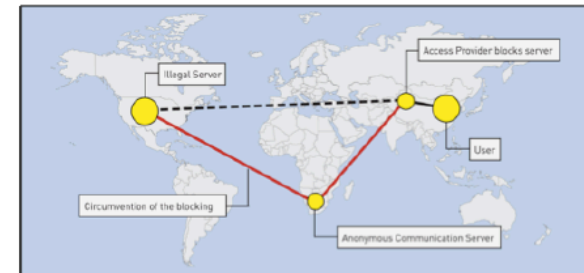 Access Provider blocks server
Illegal Server
User
Circumvention of the blocking
Anonymous Communication Server